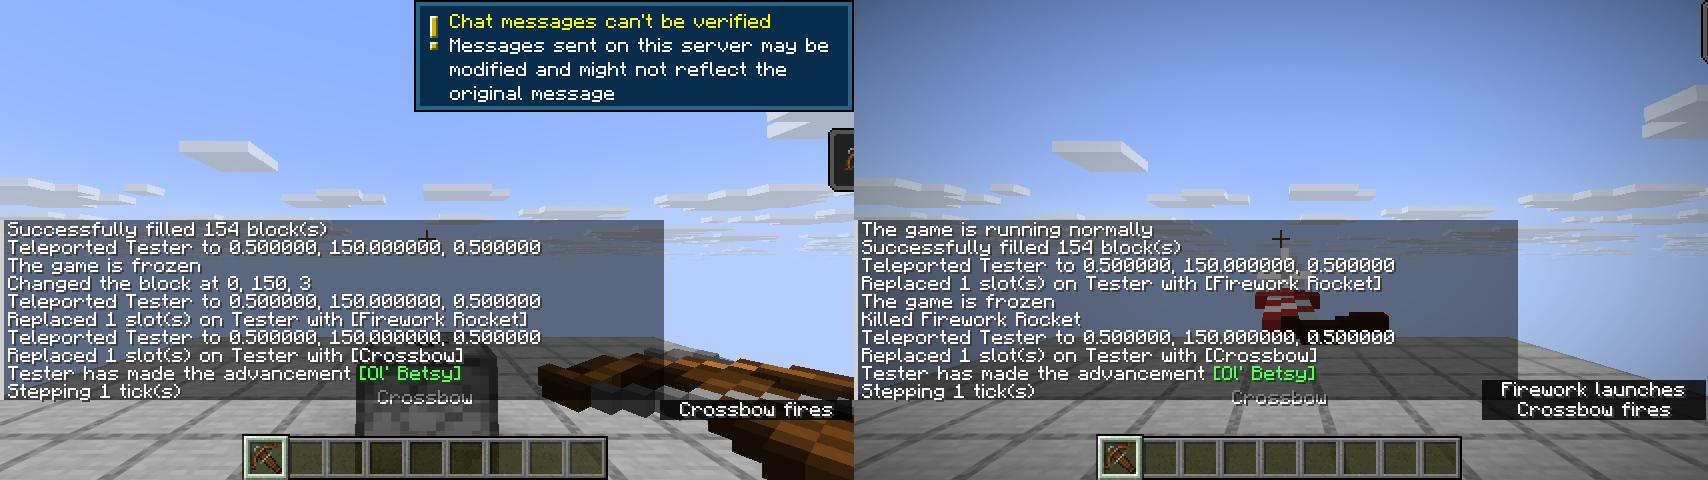 Chat messages can't be verified
Messages sent on this server may be
modified and might not reflect the
original message
Successfully filled 154 block(s)
Teleported Tester to 0.500000, 150.000000, 0.500000
The game is frozen
Changed the block at 0, 150, 3
Teleported Tester to 0.500000, 150.000000, 0.500000
Replaced 1 slot(s) on Tester with [Firework Rocket]
Teleported Tester to 0.500000, 150.000000, 0.500000
Replaced 1 slot(s) on Tester with [Crossbow]
Tester has made the advancement [Ol' Betsy]
Stepping 1 tick(s)
Crossbow
Crossbow fires
The game is running normally
Successfully filled 154 block(s)
Teleported Tester to 0.500000, 150.000000, 0.500000
Replaced 1 slot(s) on Tester with [Firework Rocket]
The game is frozen
Killed Firework Rocket
Teleported Tester to 0.500000, 150.000000, 0.500000
Replaced 1 slot(s) on Tester with [Crossbow]
Tester has made the advancement [Ol' Betsy]
Stepping 1 tick(s)
Crossbow
Firework launches
Crossbow fires